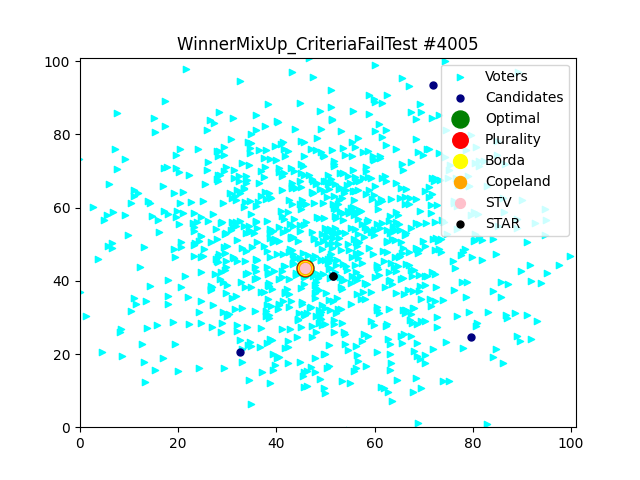 WinnerMixUp_CriteriaFailTest #4005
100
80
60
40
20
0
0
20
40
60
80
100
Voters
Candidates
Optimal
Plurality
Borda
Copeland
STV
STAR